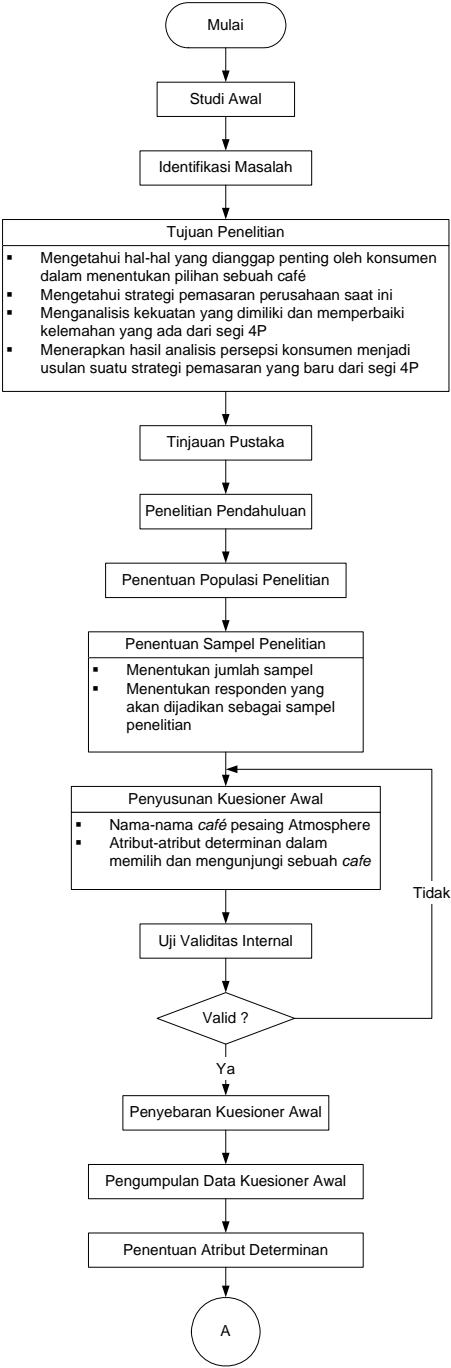 Mulai
Studi Awal
Identifikasi Masalah
Tujuan Penelitian
▪ Mengetahui hal-hal yang dianggap penting oleh konsumen
dalam menentukan pilihan sebuah café
▪ Mengetahui strategi pemasaran perusahaan saat ini
▪ Menganalisis kekuatan yang dimiliki dan memperbaiki
kelemahan yang ada dari segi 4P
▪ Menerapkan hasil analisis persepsi konsumen menjadi
usulan suatu strategi pemasaran yang baru dari segi 4P
Tinjauan Pustaka
Penelitian Pendahuluan
Penentuan Populasi Penelitian
Penentuan Sampel Penelitian
▪ Menentukan jumlah sampel
▪ Menentukan responden yang
akan dijadikan sebagai sampel
penelitian
Penyusunan Kuesioner Awal
▪ Nama-nama café pesaing Atmosphere
▪ Atribut-atribut determinan dalam
memilih dan mengunjungi sebuah cafe
Tidak
Uji Validitas Internal
Valid ?
Ya
Penyebaran Kuesioner Awal
Pengumpulan Data Kuesioner Awal
Penentuan Atribut Determinan
A